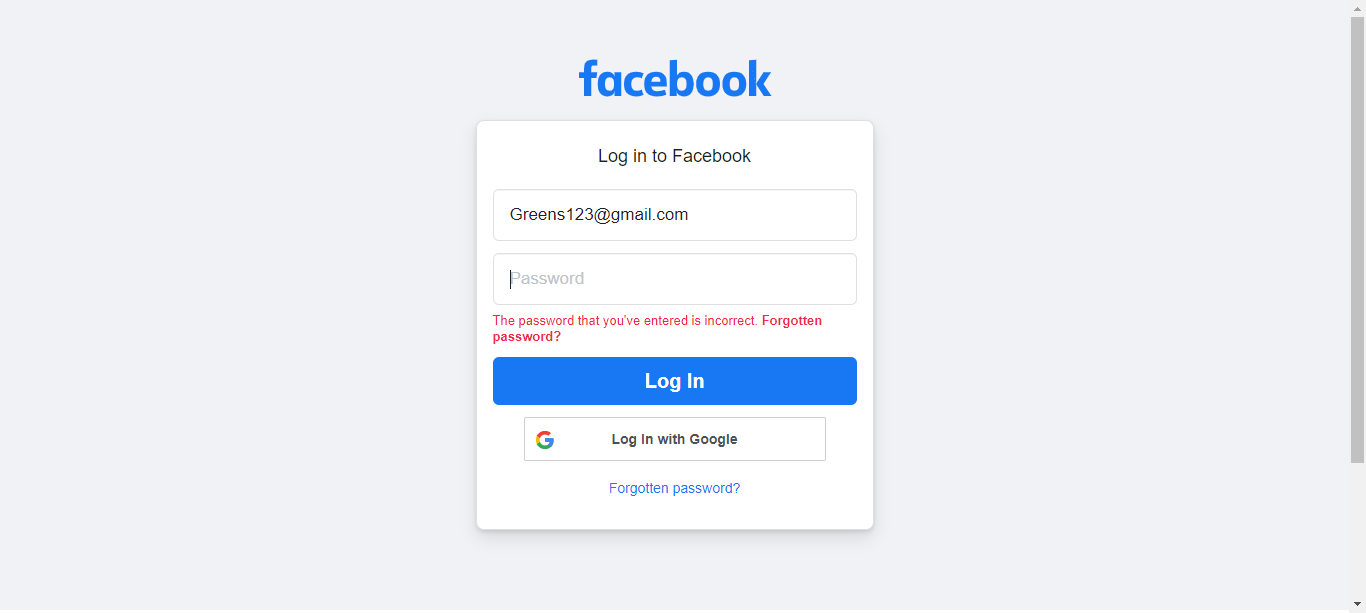 facebook
Log in to Facebook
Greens123@gmail.com
Password
The password that you've entered is incorrect. Forgotten
password?
Log In
Log In with Google
Forgotten password?